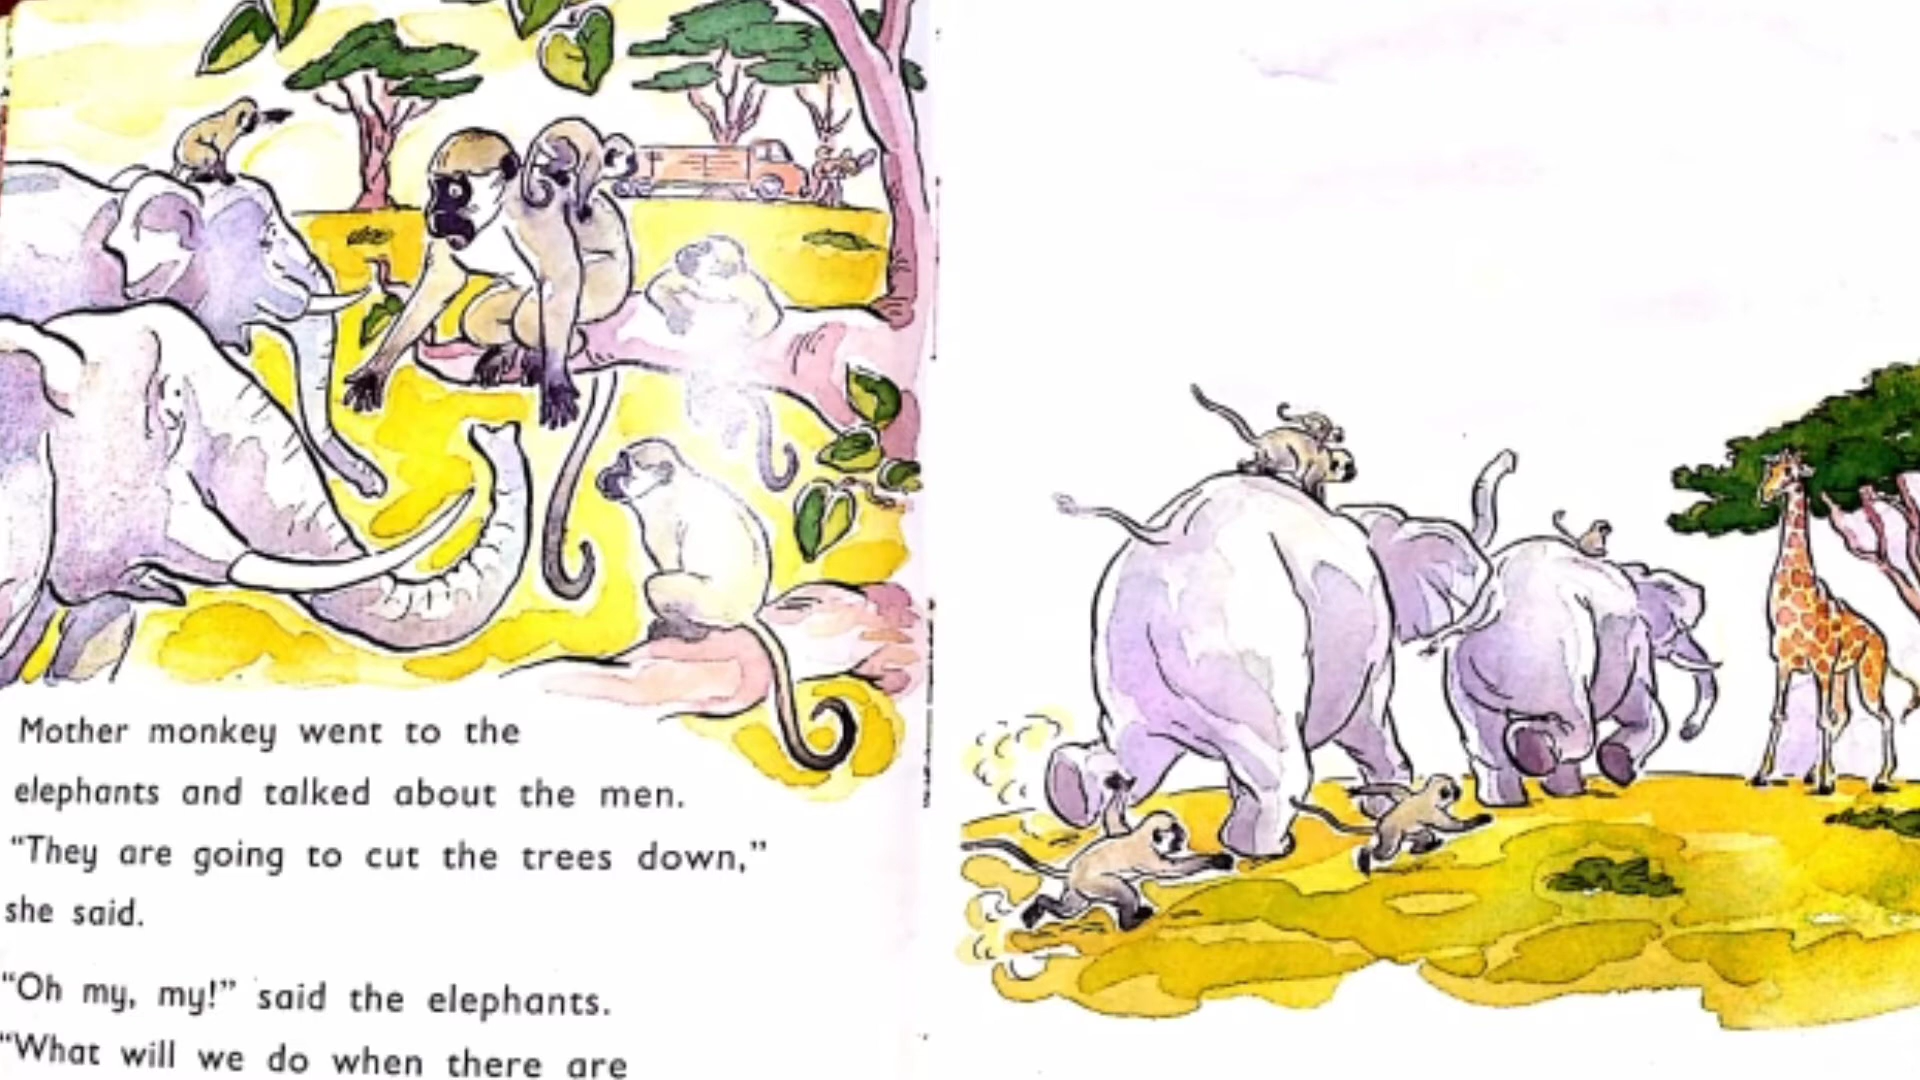 Mother monkey went to the
elephants and talked about the men.
“They are going to cut the trees down,”
she said.
“Oh my, my!” said the elephants.
“What will we do when there are